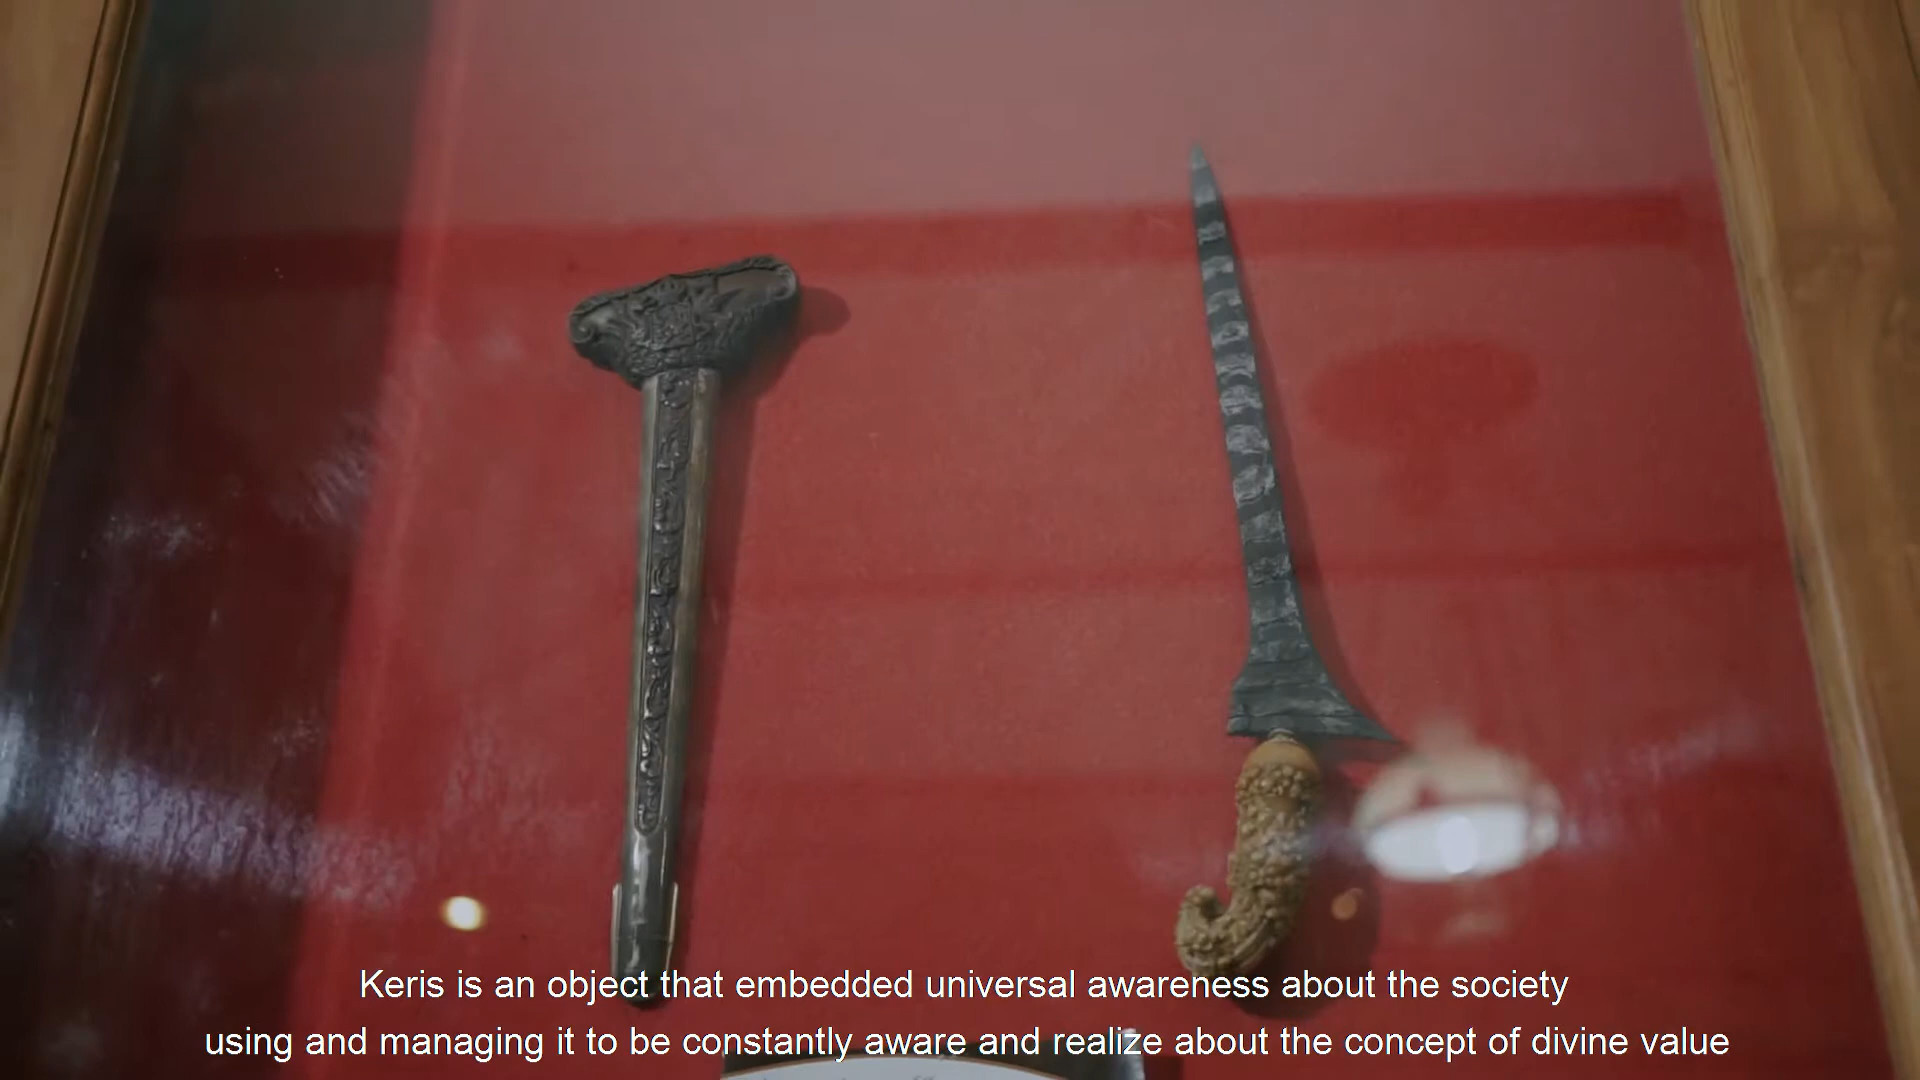 Keris is an object that embedded universal awareness about the society
using and managing it to be constantly aware and realize about the concept of divine value